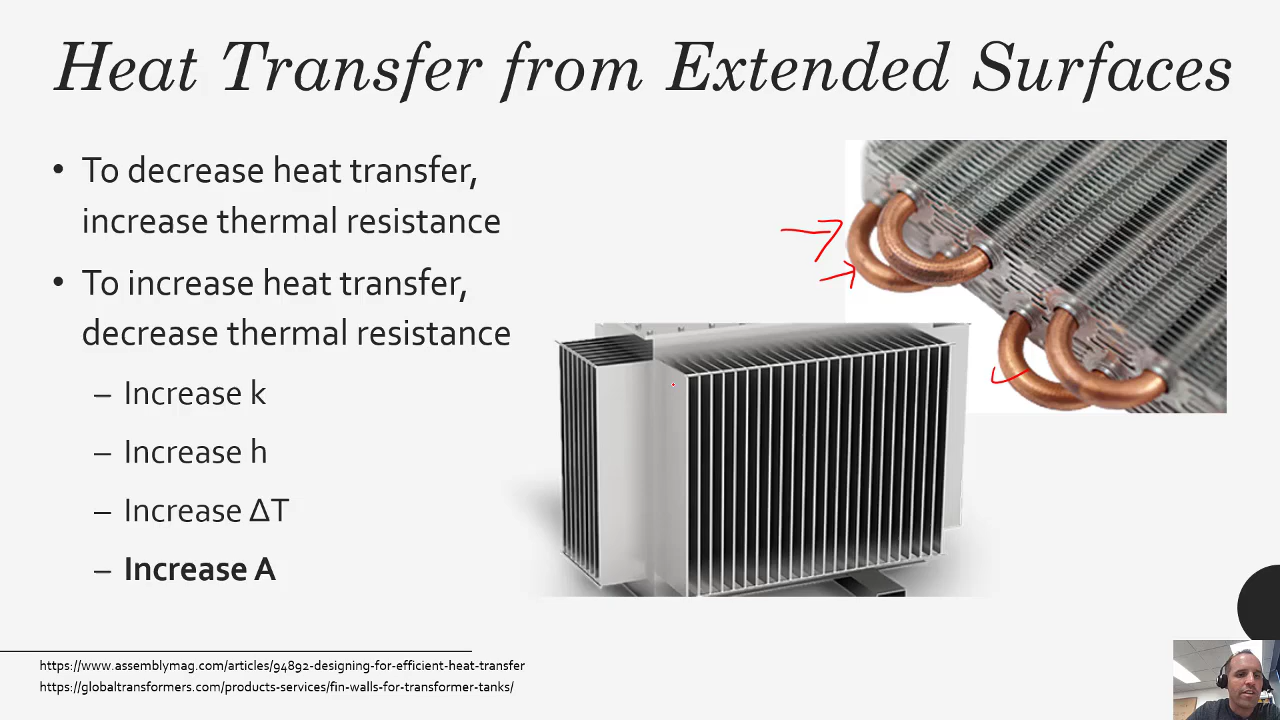 Heat Transfer from Extended Surfaces
• To decrease heat transfer,
increase thermal resistance
• To increase heat transfer,
decrease thermal resistance
– Increase k
– Increase h
– Increase ΔT
– Increase A
https://www.assemblymag.com/articles/94892-designing-for-efficient-heat-transfer
https://globaltransformers.com/products-services/fin-walls-for-transformer-tanks/